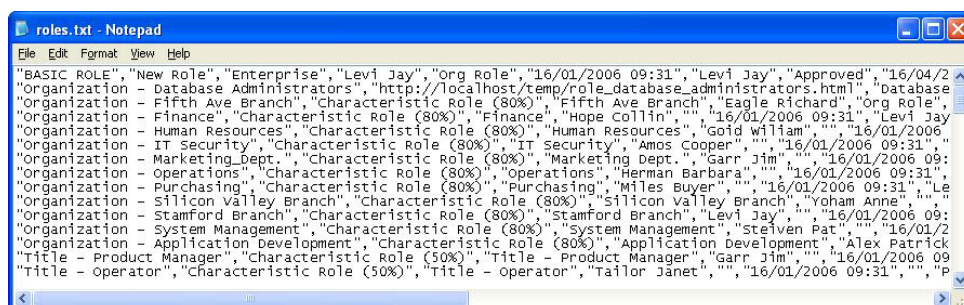 roles.txt - Notepad
File Edit Format View Help
"BASIC ROLE","New Role","Enterprise","Levi Jay","Org Role","16/01/2006 09:31","Levi Jay","Approved","16/04/2
"Organization - Database Administrators","http://localhost/temp/role_database_administrators.html","Database
"Organization - Fifth Ave Branch","Characteristic Role (80%)","Fifth Ave Branch","Eagle Richard","Org Role",
"Organization - Finance","Characteristic Role (80%)","Finance","Hope Collin","","16/01/2006 09:31","Levi Jay
"Organization - Human Resources","Characteristic Role (80%)","Human Resources","Goid Wiliam","","16/01/2006
"Organization - IT Security","Characteristic Role (80%)","IT Security","Amos Cooper","","16/01/2006 09:31","
"Organization - Marketing_Dept.","Characteristic Role (80%)","Marketing Dept.","Garr Jim","","16/01/2006 09:
"Organization - Operations","Characteristic Role (80%)","Operations","Herman Barbara","","16/01/2006 09:31",
"Organization - Purchasing","Characteristic Role (80%)","Purchasing","Miles Buyer","","16/01/2006 09:31","Le
"Organization - Silicon Valley Branch","Characteristic Role (80%)","Silicon Valley Branch","Yoham Anne","","
"Organization - Stamford Branch","Characteristic Role (80%)","Stamford Branch","Levi Jay","","16/01/2006 09:
"Organization - System Management","Characteristic Role (80%)","System Management","Steiven Pat","","16/01/2
"Organization - Application Development","Characteristic Role (80%)","Application Development","Alex Patrick
"Title - Product Manager","Characteristic Role (50%)","Title - Product Manager","Garr Jim","","16/01/2006 09
"Title - Operator","Characteristic Role (50%)","Title - Operator","Tailor Janet","","16/01/2006 09:31","","P